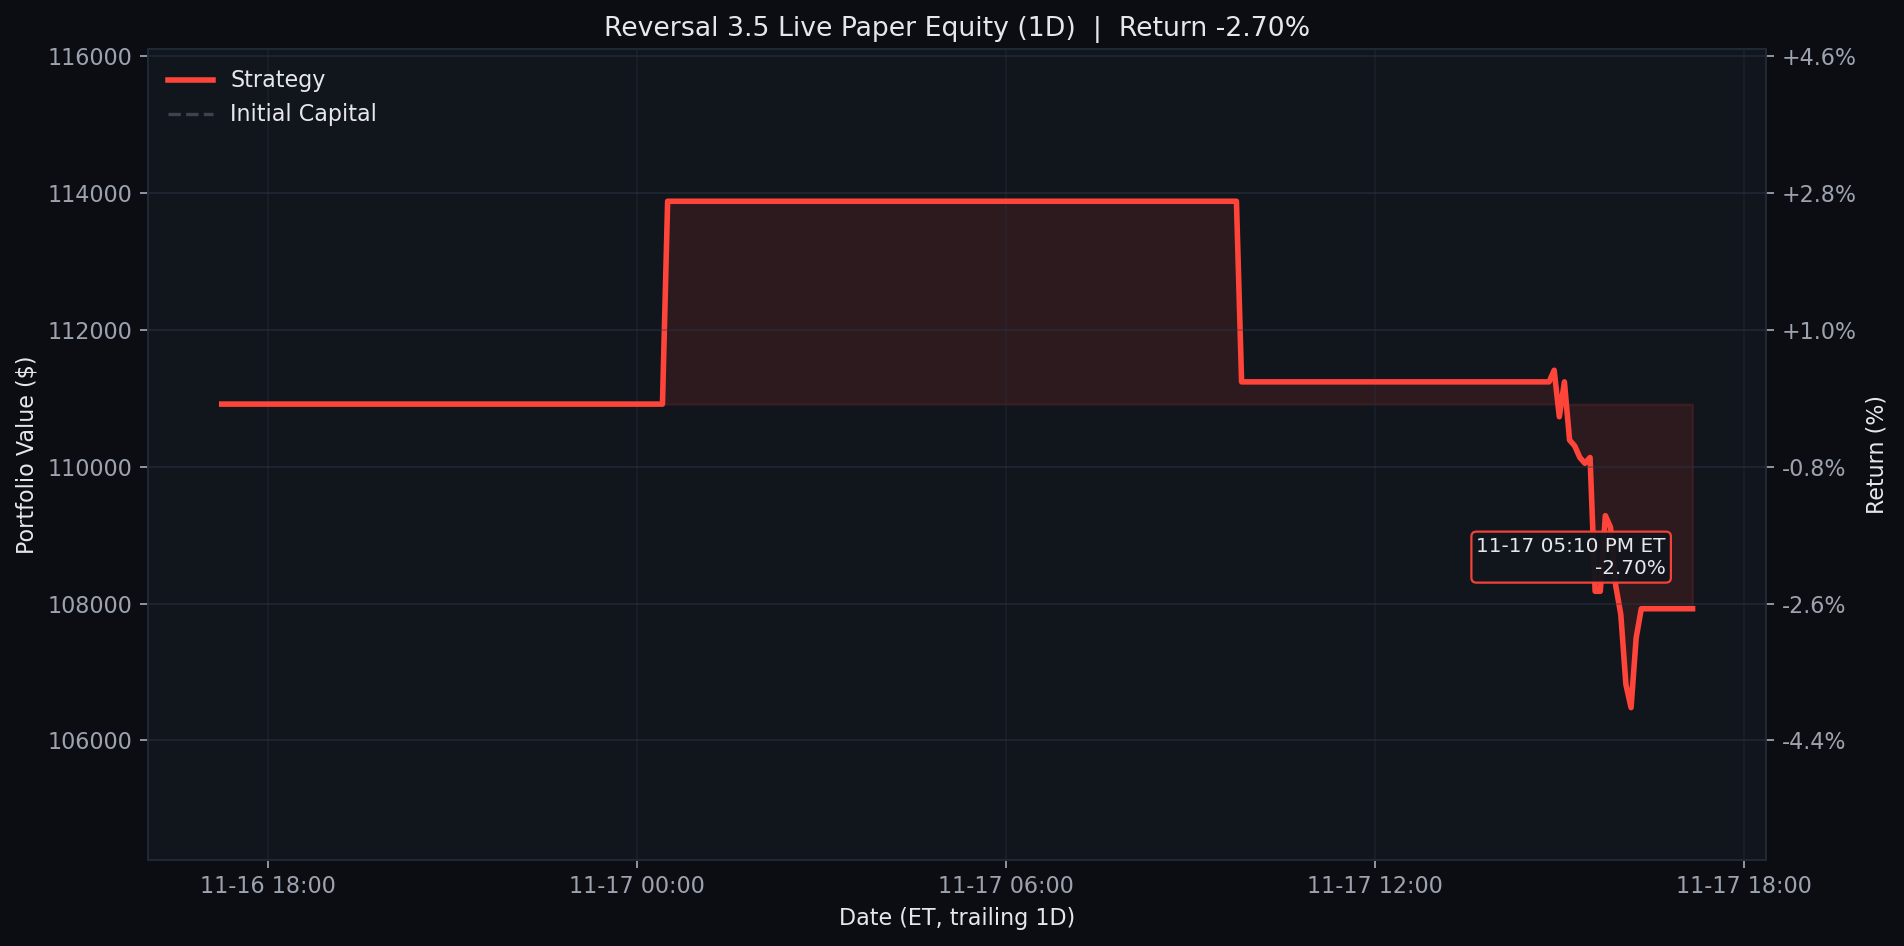 Reversal 3.5 Live Paper Equity (1D)  |  Return -2.70%
Strategy
Initial Capital
Portfolio Value ($)
116000
114000
112000
110000
108000
106000
+4.6%
+2.8%
+1.0%
-0.8%
-2.6%
-4.4%
Return (%)
11-17 05:10 PM ET
-2.70%
11-16 18:00
11-17 00:00
11-17 06:00
11-17 12:00
11-17 18:00
Date (ET, trailing 1D)